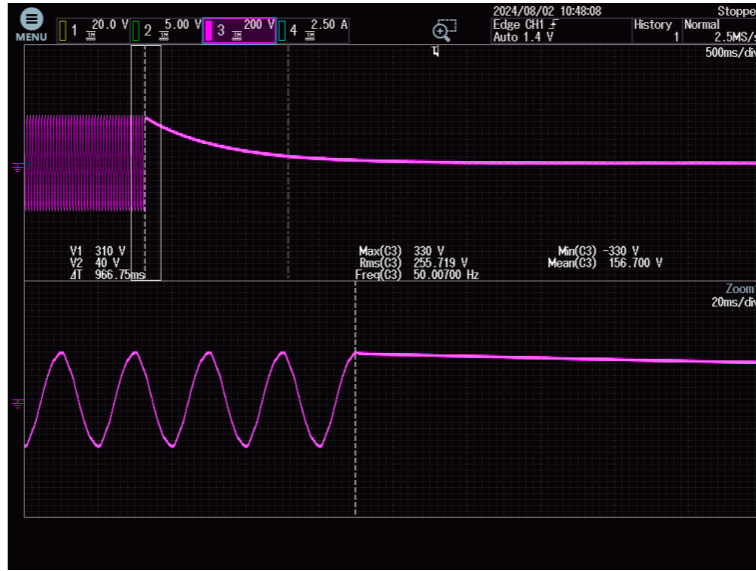 2024/08/02 10:48:08 Stoppe
MENU 1 20.0 V 2 5.00 V 3 200 V 4 2.50 A Edge CH1 History Normal
Auto 1.4 V 1 2.5MS/s
500ms/div
V1 310 V Max(C3) 330 V Min(C3) -330 V
V2 40 V Rms(C3) 255.719 V Mean(C3) 156.700 V
ΔT 966.75ms Freq(C3) 50.00700 Hz
Zoom1
20ms/div